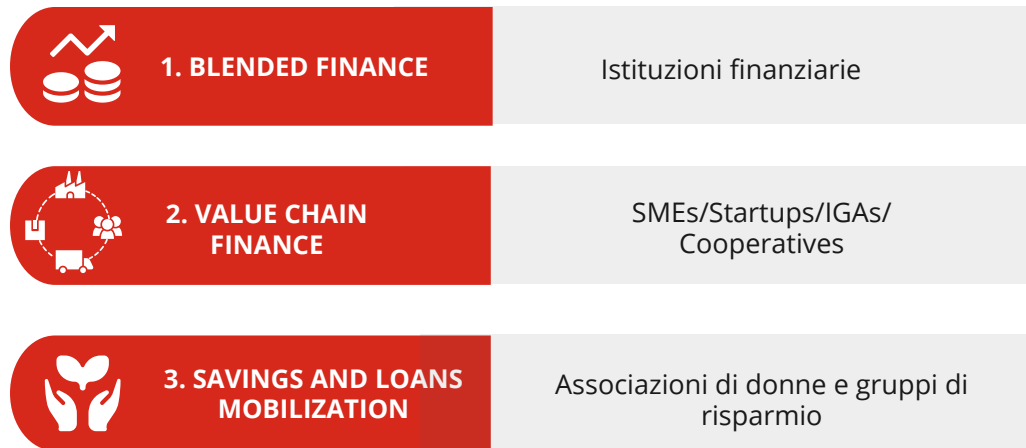 1. BLENDED FINANCE
Istituzioni finanziarie
2. VALUE CHAIN
FINANCE
SMEs/Startups/IGAs/
Cooperatives
3. SAVINGS AND LOANS
MOBILIZATION
Associazioni di donne e gruppi di
risparmio